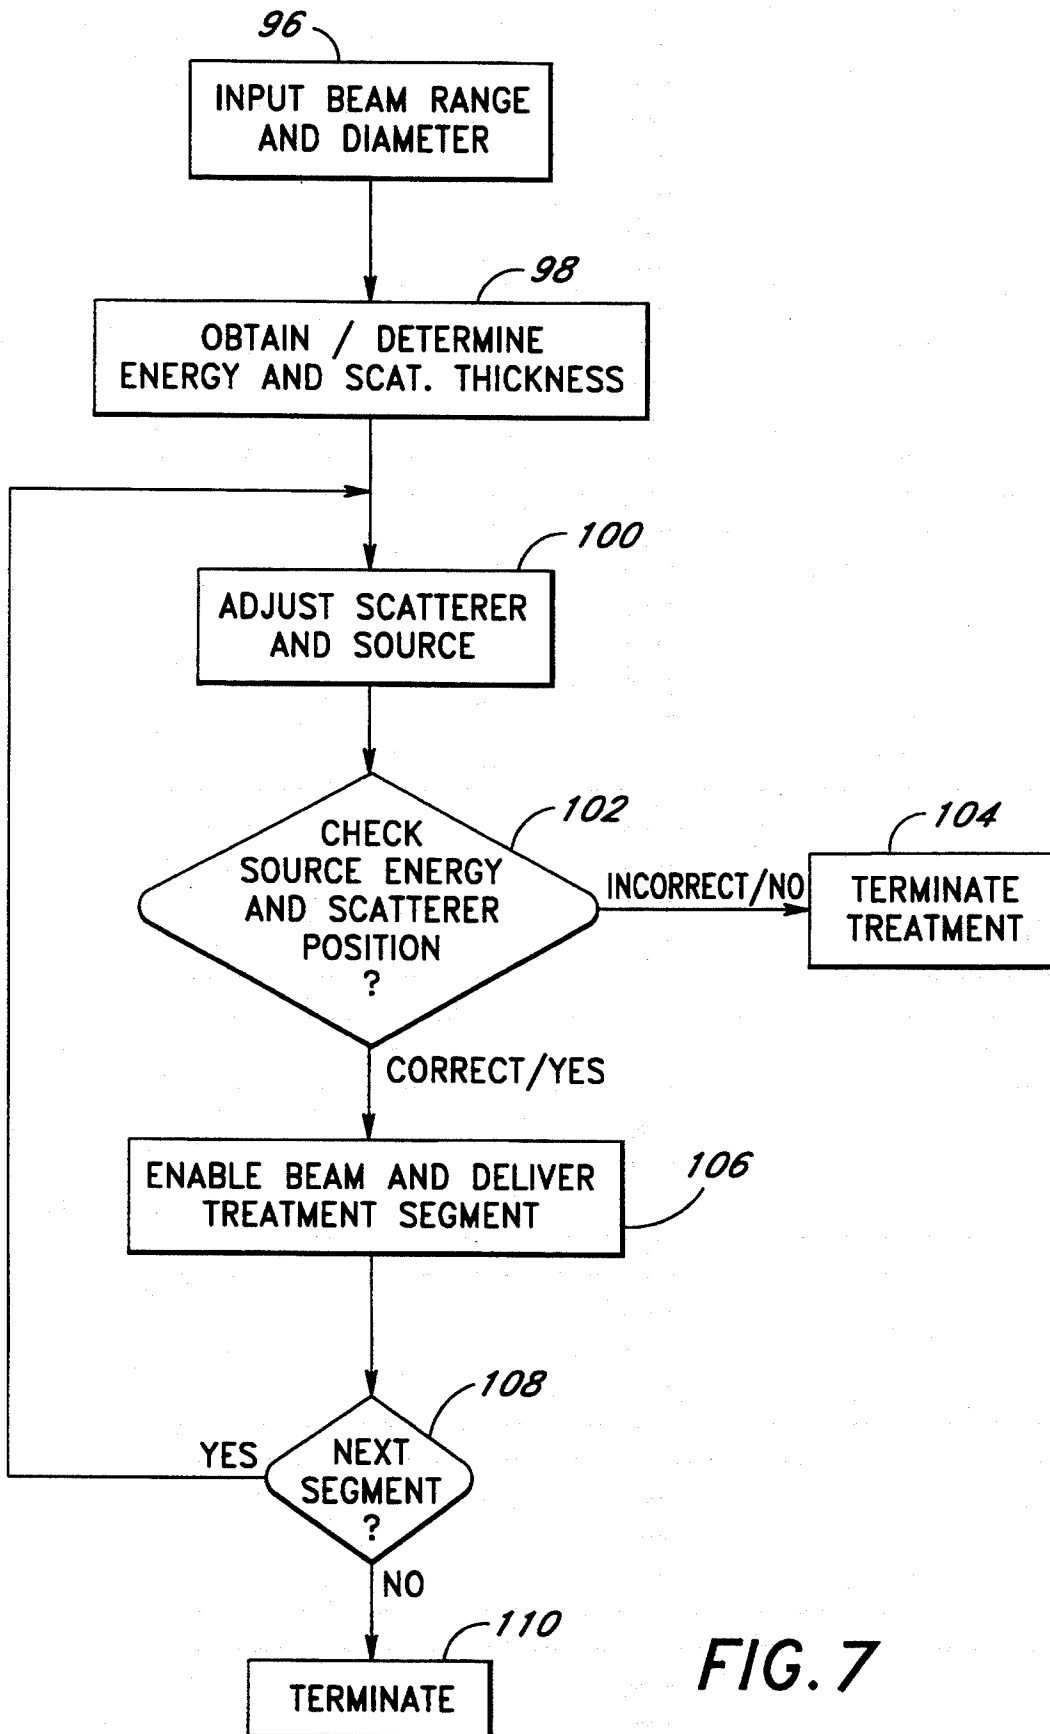 96
INPUT BEAM RANGE
AND DIAMETER
98
OBTAIN / DETERMINE
ENERGY AND SCAT. THICKNESS
100
ADJUST SCATTERER
AND SOURCE
102
CHECK
SOURCE ENERGY
AND SCATTERER
POSITION
?
INCORRECT/NO
104
TERMINATE
TREATMENT
CORRECT/YES
106
ENABLE BEAM AND DELIVER
TREATMENT SEGMENT
108
YES
NEXT
SEGMENT
?
NO
110
TERMINATE
FIG. 7